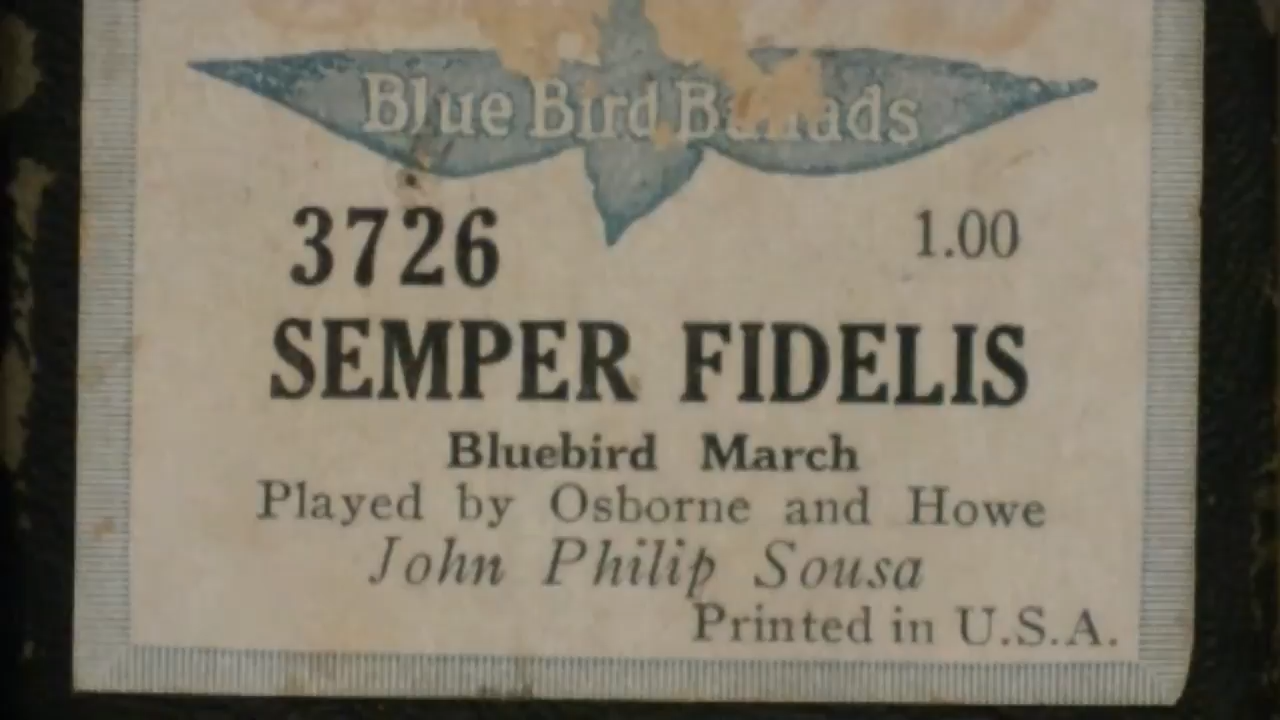 Blue Bird Ballads
3726 1.00
SEMPER FIDELIS
Bluebird March
Played by Osborne and Howe
John Philip Sousa
Printed in U.S.A.